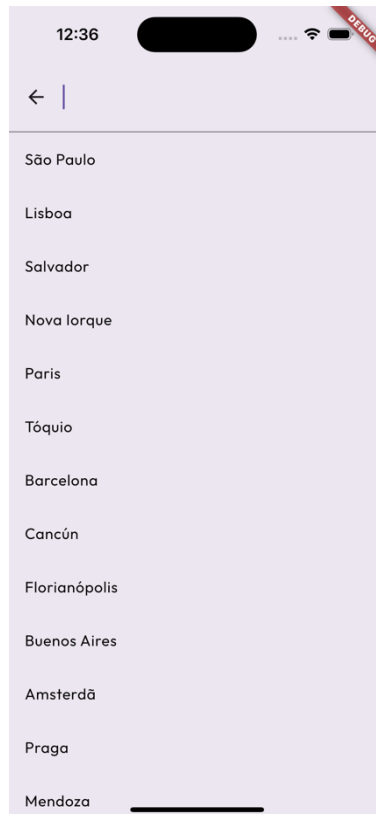 12:36
DEBUG
São Paulo
Lisboa
Salvador
Nova Iorque
Paris
Tóquio
Barcelona
Cancún
Florianópolis
Buenos Aires
Amsterdã
Praga
Mendoza